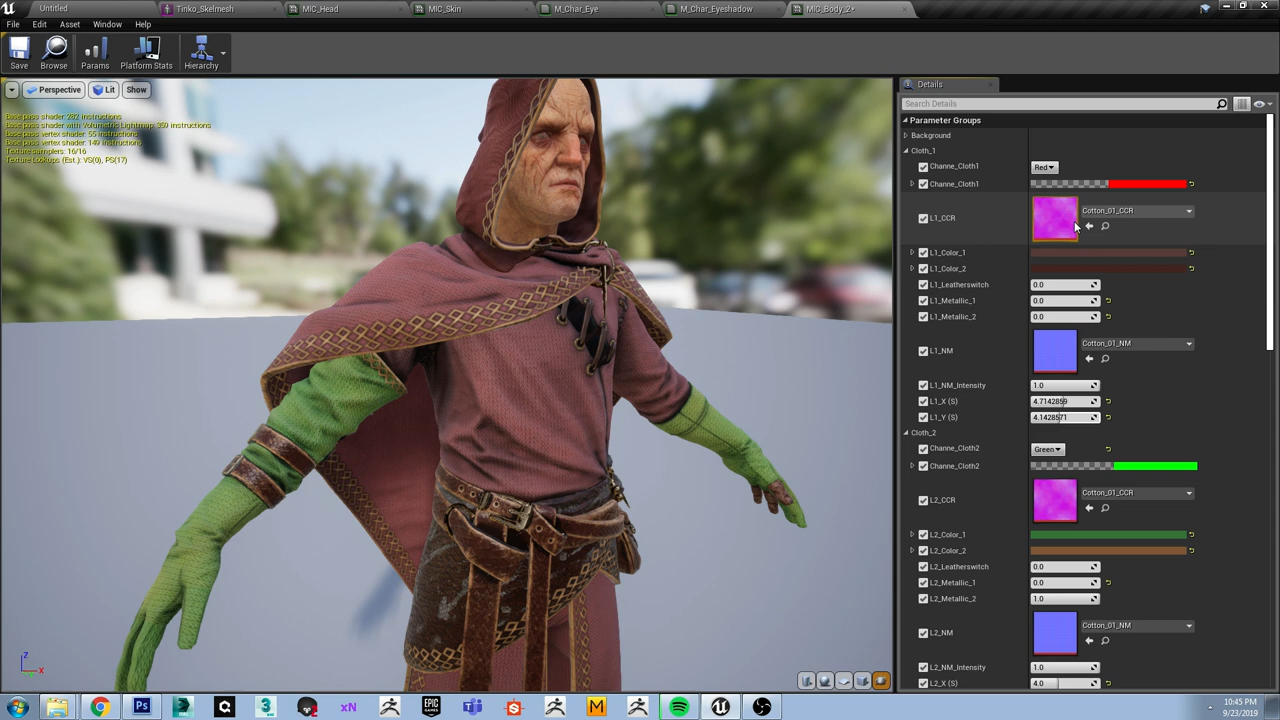 Untitled
Tinko_Skelmesh
MIC_Head
MIC_Skin
M_Char_Eye
M_Char_Eyeshadow
MIC_Body_2*
File Edit Asset Window Help
Save Browse Params Platform Stats Hierarchy
Perspective Lit Show
Base pass shader: 282 instructions
Base pass shader with Volumetric Lightmap: 350 instructions
Base pass vertex shader: 55 instructions
Base pass vertex shader: 149 instructions
Texture samplers: 16/16
Texture Lookups (Est.): VS(0), PS(17)
Details
Search Details
Parameter Groups
Background
Cloth_1
Channe_Cloth1 Red
Channe_Cloth1
L1_CCR Cotton_01_CCR
L1_Color_1
L1_Color_2
L1_Leatherswitch 0.0
L1_Metallic_1 0.0
L1_Metallic_2 0.0
L1_NM Cotton_01_NM
L1_NM_Intensity 1.0
L1_X (S) 4.7142859
L1_Y (S) 4.1428571
Cloth_2
Channe_Cloth2 Green
Channe_Cloth2
L2_CCR Cotton_01_CCR
L2_Color_1
L2_Color_2
L2_Leatherswitch 0.0
L2_Metallic_1 0.0
L2_Metallic_2 1.0
L2_NM Cotton_01_NM
L2_NM_Intensity 1.0
L2_X (S) 4.0
Z
X
Ps
3
xN
EPIC GAMES
M
10:45 PM
9/23/2019